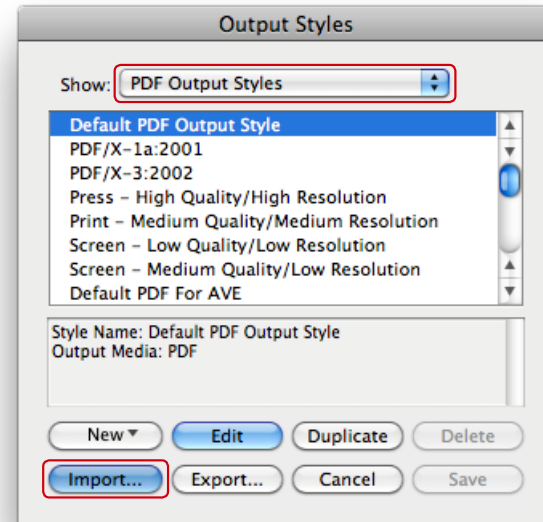 Output Styles
Show: PDF Output Styles
Default PDF Output Style
PDF/X-1a:2001
PDF/X-3:2002
Press - High Quality/High Resolution
Print - Medium Quality/Medium Resolution
Screen - Low Quality/Low Resolution
Screen - Medium Quality/Low Resolution
Default PDF For AVE
Style Name: Default PDF Output Style
Output Media: PDF
New Edit Duplicate Delete
Import... Export... Cancel Save